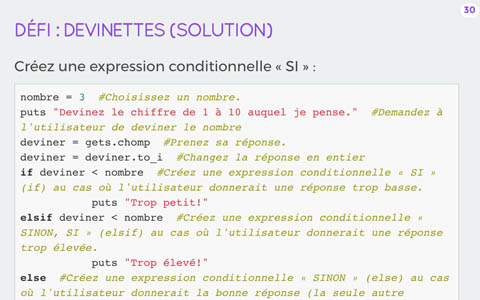 30
DÉFI : DEVINETTES (SOLUTION)
Créez une expression conditionnelle « SI » :
nombre = 3  #Choisissez un nombre.
puts "Devinez le chiffre de 1 à 10 auquel je pense."  #Demandez à
l'utilisateur de deviner le nombre
deviner = gets.chomp  #Prenez sa réponse.
deviner = deviner.to_i  #Changez la réponse en entier
if deviner < nombre  #Créez une expression conditionnelle « SI »
(if) au cas où l'utilisateur donnerait une réponse trop basse.
puts "Trop petit!"
elsif deviner < nombre  #Créez une expression conditionnelle «
SINON, SI » (elsif) au cas où l'utilisateur donnerait une réponse
trop élevée.
puts "Trop élevé!"
else  #Créez une expression conditionnelle « SINON » (else) au cas
où l'utilisateur donnerait la bonne réponse (la seule autre